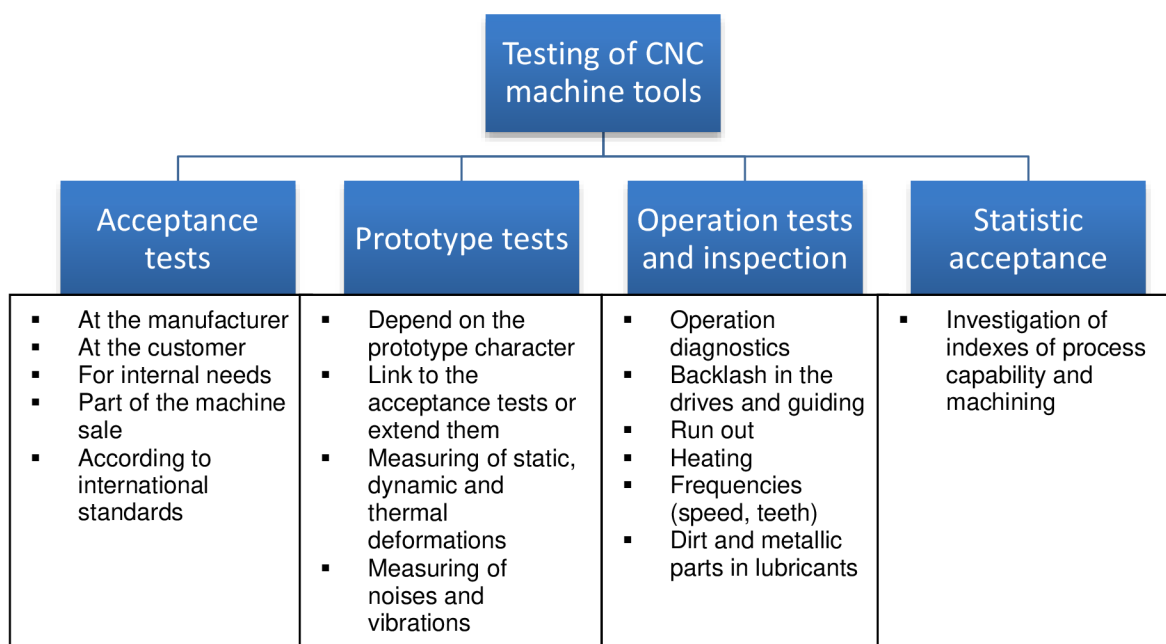 Testing of CNC
machine tools
Acceptance
tests
▪ At the manufacturer
▪ At the customer
▪ For internal needs
▪ Part of the machine
sale
▪ According to
international
standards
Prototype tests
▪ Depend on the
prototype character
▪ Link to the
acceptance tests or
extend them
▪ Measuring of static,
dynamic and
thermal
deformations
▪ Measuring of
noises and
vibrations
Operation tests
and inspection
▪ Operation
diagnostics
▪ Backlash in the
drives and guiding
▪ Run out
▪ Heating
▪ Frequencies
(speed, teeth)
▪ Dirt and metallic
parts in lubricants
Statistic
acceptance
▪ Investigation of
indexes of process
capability and
machining